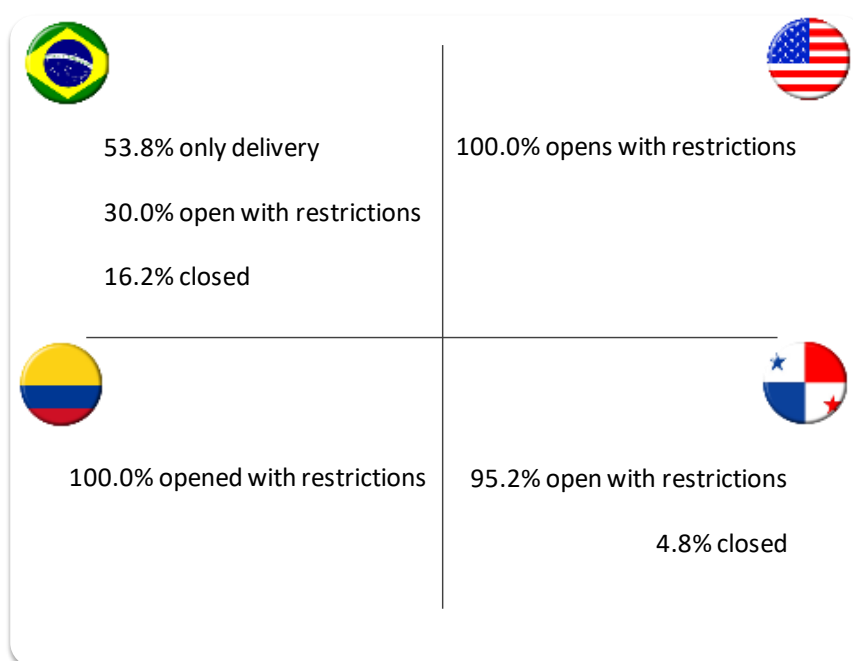 53.8% only delivery
30.0% open with restrictions
16.2% closed
100.0% opens with restrictions
100.0% opened with restrictions
95.2% open with restrictions
4.8% closed